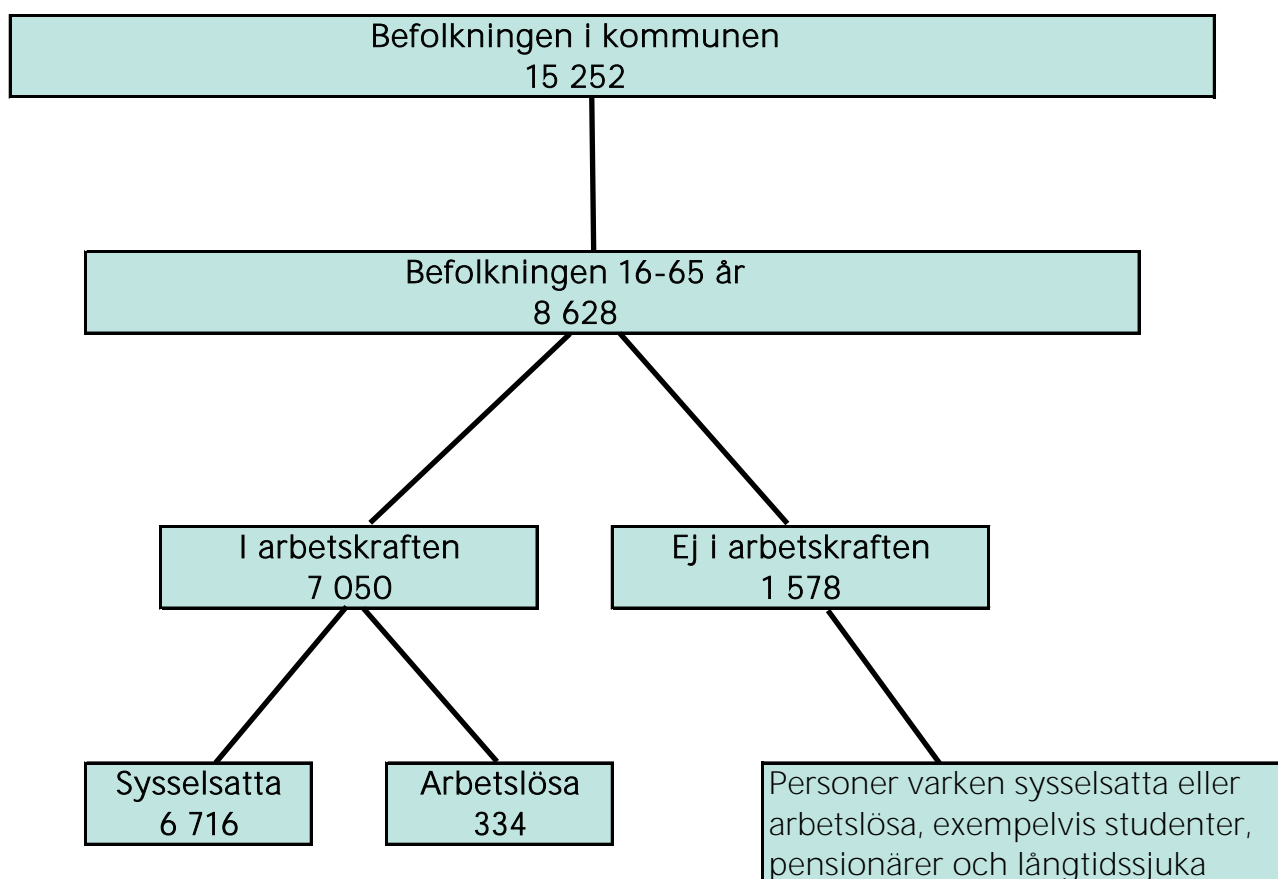 Befolkningen i kommunen
15 252
Befolkningen 16-65 år
8 628
I arbetskraften
7 050
Ej i arbetskraften
1 578
Sysselsatta
6 716
Arbetslösa
334
Personer varken sysselsatta eller
arbetslösa, exempelvis studenter,
pensionärer och långtidssjuka